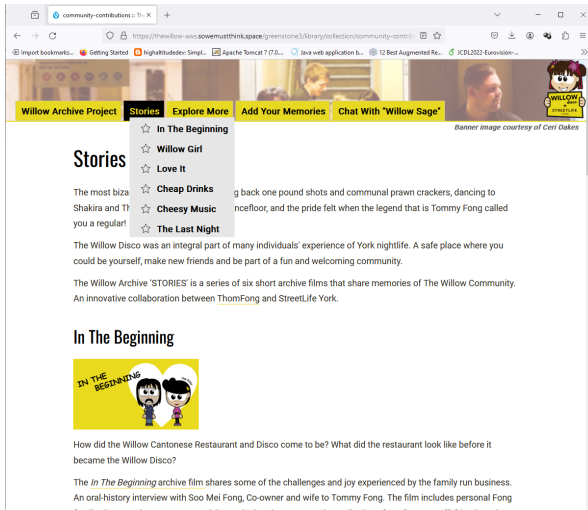 community-contributions :: Th
https://thewillow-aws.sowemustthink.space/greenstone3/library/collection/community-contrib
Import bookmarks... Getting Started highaltitudedev: Simpl... Apache Tomcat 7 (7.0.... Java web application b... 12 Best Augmented Re... JCDL2022-Eurovision-...
WILLOW
disco
STREETLIFE
Willow Archive Project Stories Explore More Add Your Memories Chat With "Willow Sage"
Banner image courtesy of Ceri Oakes
In The Beginning
Willow Girl
Love It
Cheap Drinks
Cheesy Music
The Last Night
Stories
The most biza g back one pound shots and communal prawn crackers, dancing to
Shakira and Th ncefloor, and the pride felt when the legend that is Tommy Fong called
you a regular!
The Willow Disco was an integral part of many individuals' experience of York nightlife. A safe place where you
could be yourself, make new friends and be part of a fun and welcoming community.
The Willow Archive 'STORIES' is a series of six short archive films that share memories of The Willow Community.
An innovative collaboration between ThomFong and StreetLife York.
In The Beginning
IN THE
BEGINNING
How did the Willow Cantonese Restaurant and Disco come to be? What did the restaurant look like before it
became the Willow Disco?
The In The Beginning archive film shares some of the challenges and joy experienced by the family run business.
An oral-history interview with Soo Mei Fong, Co-owner and wife to Tommy Fong. The film includes personal Fong